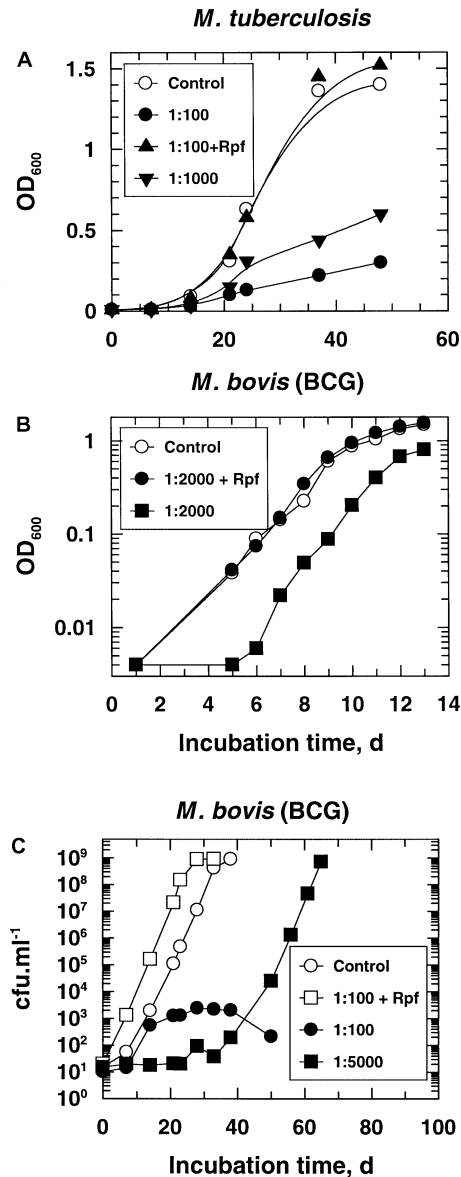 M. tuberculosis
A
Control
1:100
1:100+Rpf
1:1000
OD600
1.5
1
0.5
0
0 20 40 60
M. bovis (BCG)
B
Control
1:2000 + Rpf
1:2000
OD600
1
0.1
0.01
0 2 4 6 8 10 12 14
Incubation time, d
M. bovis (BCG)
C
cfu.ml-1
10⁹
10⁸
10⁷
10⁶
10⁵
10⁴
10³
10²
10¹
10⁰
Control
1:100 + Rpf
1:100
1:5000
0 20 40 60 80 100
Incubation time, d